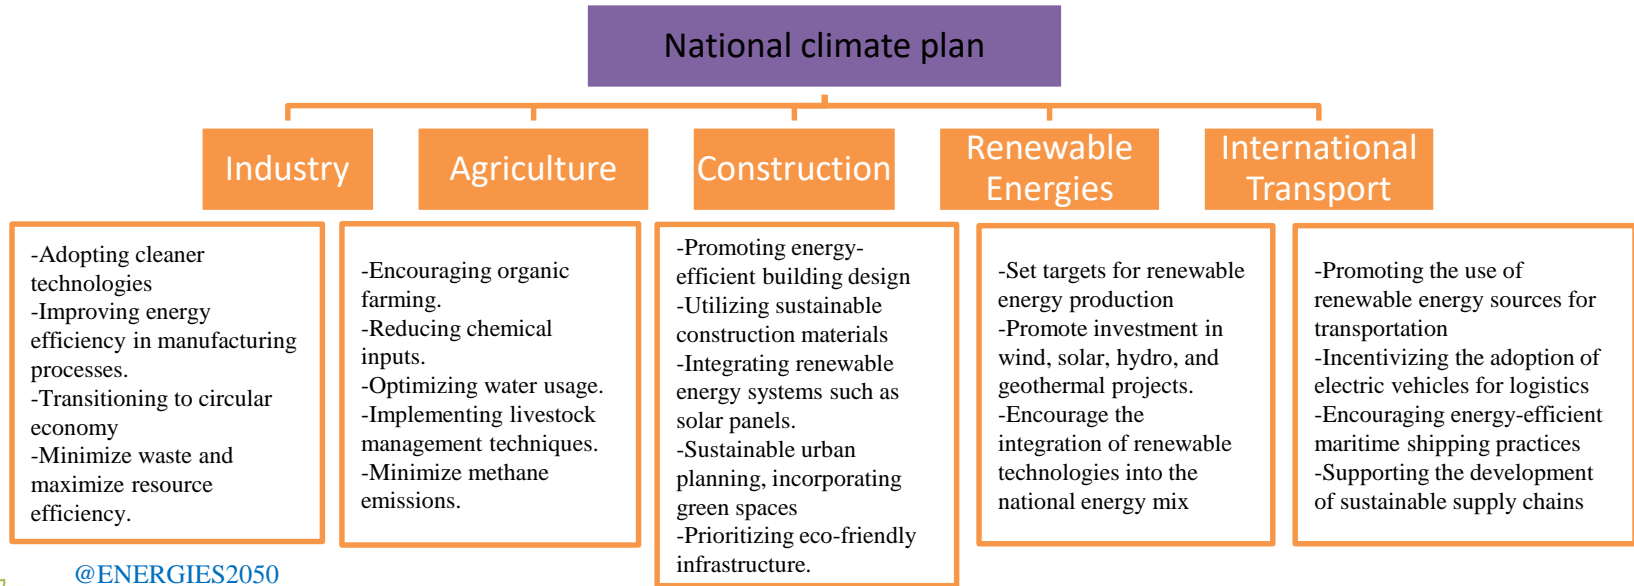 National climate plan
Industry
Agriculture
Construction
Renewable
Energies
International
Transport
-Adopting cleaner
technologies
-Improving energy
efficiency in manufacturing
processes.
-Transitioning to circular
economy
-Minimize waste and
maximize resource
efficiency.
-Encouraging organic
farming.
-Reducing chemical
inputs.
-Optimizing water usage.
-Implementing livestock
management techniques.
-Minimize methane
emissions.
-Promoting energy-
efficient building design
-Utilizing sustainable
construction materials
-Integrating renewable
energy systems such as
solar panels.
-Sustainable urban
planning, incorporating
green spaces
-Prioritizing eco-friendly
infrastructure.
-Set targets for renewable
energy production
-Promote investment in
wind, solar, hydro, and
geothermal projects.
-Encourage the
integration of renewable
technologies into the
national energy mix
-Promoting the use of
renewable energy sources for
transportation
-Incentivizing the adoption of
electric vehicles for logistics
-Encouraging energy-efficient
maritime shipping practices
-Supporting the development
of sustainable supply chains
@ENERGIES2050